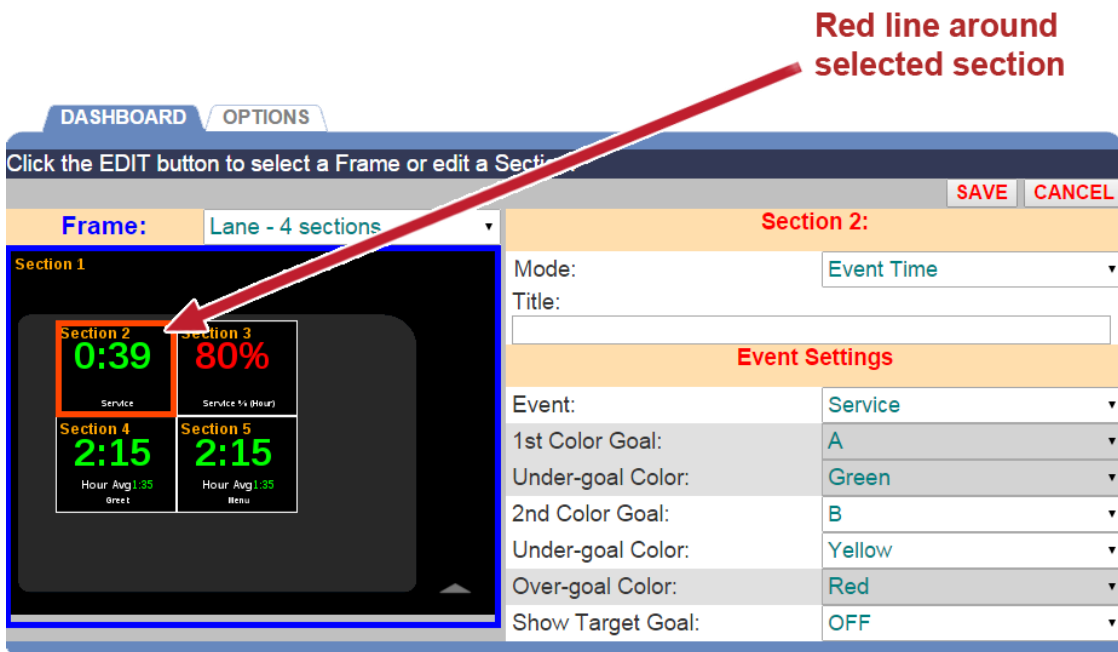 Red line around
selected section
DASHBOARD OPTIONS
Click the EDIT button to select a Frame or edit a Section.
SAVE CANCEL
Frame: Lane - 4 sections
Section 2:
Section 1
Mode: Event Time
Title:
Section 2 Section 3
0:39 80%
Service Service % (Hour)
Section 4 Section 5
2:15 2:15
Hour Avg1:35 Hour Avg1:35
Greet Menu
Event Settings
Event: Service
1st Color Goal: A
Under-goal Color: Green
2nd Color Goal: B
Under-goal Color: Yellow
Over-goal Color: Red
Show Target Goal: OFF